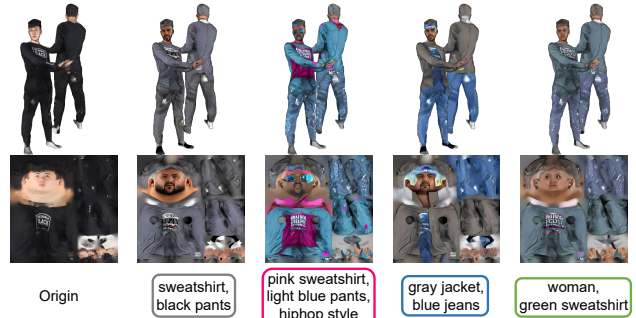 Origin
sweatshirt,
black pants
pink sweatshirt,
light blue pants,
hiphop style
gray jacket,
blue jeans
woman,
green sweatshirt